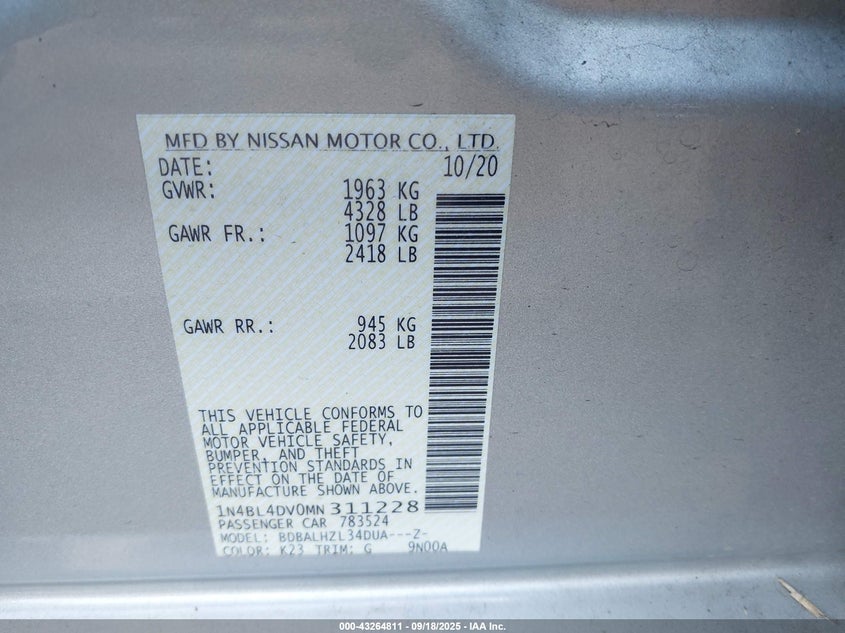 MFD BY NISSAN MOTOR CO., LTD.
DATE: 10/20
GVWR: 1963 KG
4328 LB
GAWR FR.: 1097 KG
2418 LB
GAWR RR.: 945 KG
2083 LB
THIS VEHICLE CONFORMS TO
ALL APPLICABLE FEDERAL
MOTOR VEHICLE SAFETY,
BUMPER, AND THEFT
PREVENTION STANDARDS IN
EFFECT ON THE DATE OF
MANUFACTURE SHOWN ABOVE.
1N4BL4DV0MN311228
PASSENGER CAR 783524
MODEL: BDBALHZL34DUA---Z-
COLOR: K23 TRIM: G 9N00A
000-43264811 - 09/18/2025 - IAA Inc.